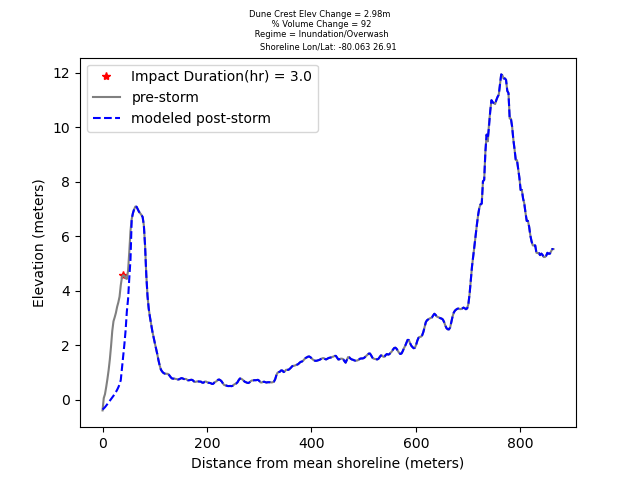 Dune Crest Elev Change = 2.98m
% Volume Change = 92
Regime = Inundation/Overwash
Shoreline Lon/Lat: -80.063 26.91
Impact Duration(hr) = 3.0
pre-storm
modeled post-storm
12
10
8
6
4
2
0
Elevation (meters)
0 200 400 600 800
Distance from mean shoreline (meters)